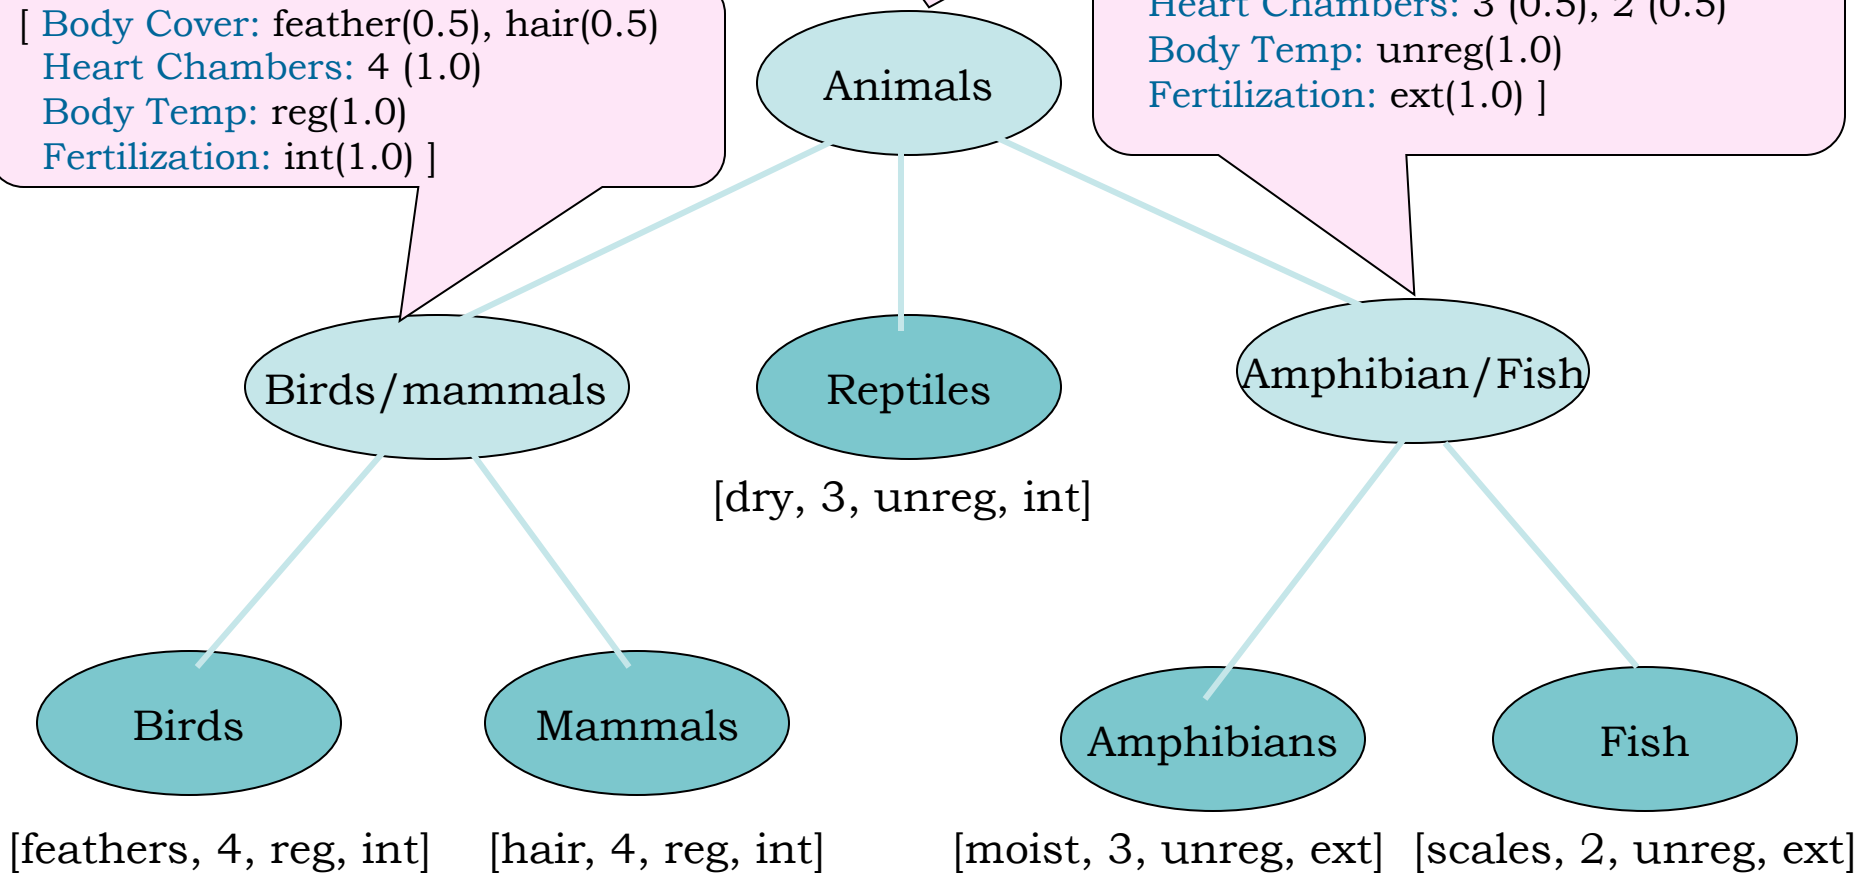 [ Body Cover: feather(0.5), hair(0.5)
Heart Chambers: 4 (1.0)
Body Temp: reg(1.0)
Fertilization: int(1.0) ]
Heart Chambers: 3 (0.5), 2 (0.5)
Body Temp: unreg(1.0)
Fertilization: ext(1.0) ]
Animals
Birds/mammals
Reptiles
Amphibian/Fish
[dry, 3, unreg, int]
Birds
Mammals
Amphibians
Fish
[feathers, 4, reg, int]
[hair, 4, reg, int]
[moist, 3, unreg, ext]
[scales, 2, unreg, ext]